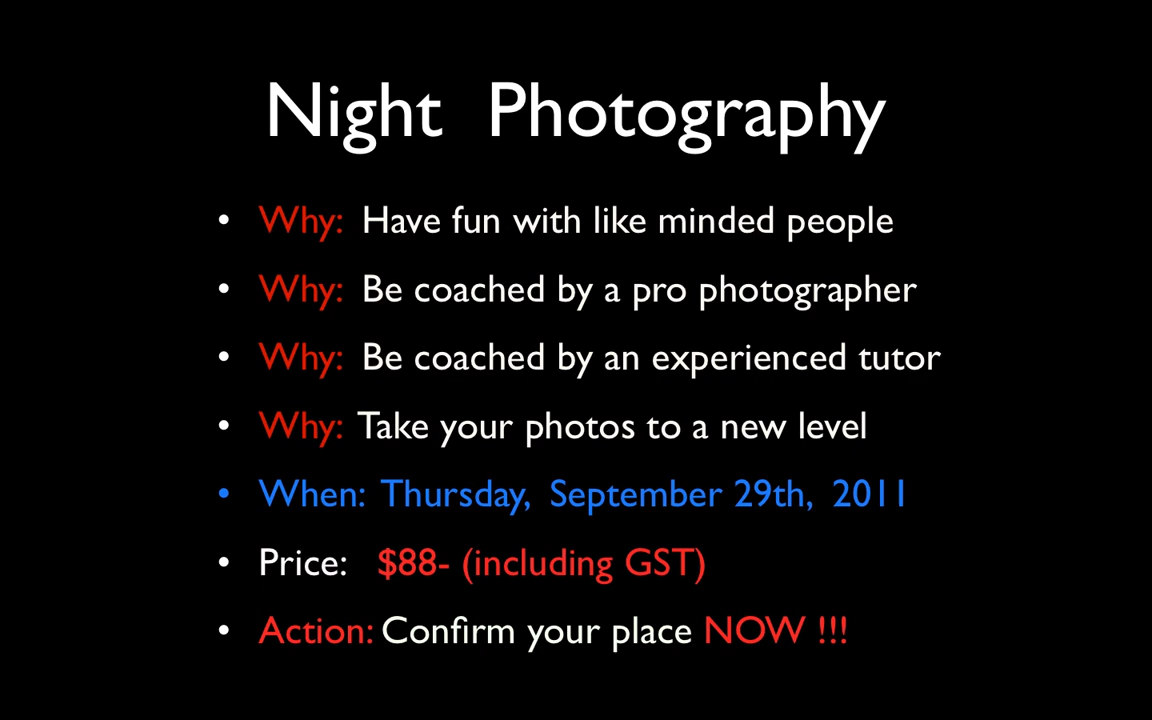 Night Photography
• Why: Have fun with like minded people
• Why: Be coached by a pro photographer
• Why: Be coached by an experienced tutor
• Why: Take your photos to a new level
• When: Thursday, September 29th, 2011
• Price: $88- (including GST)
• Action: Confirm your place NOW !!!